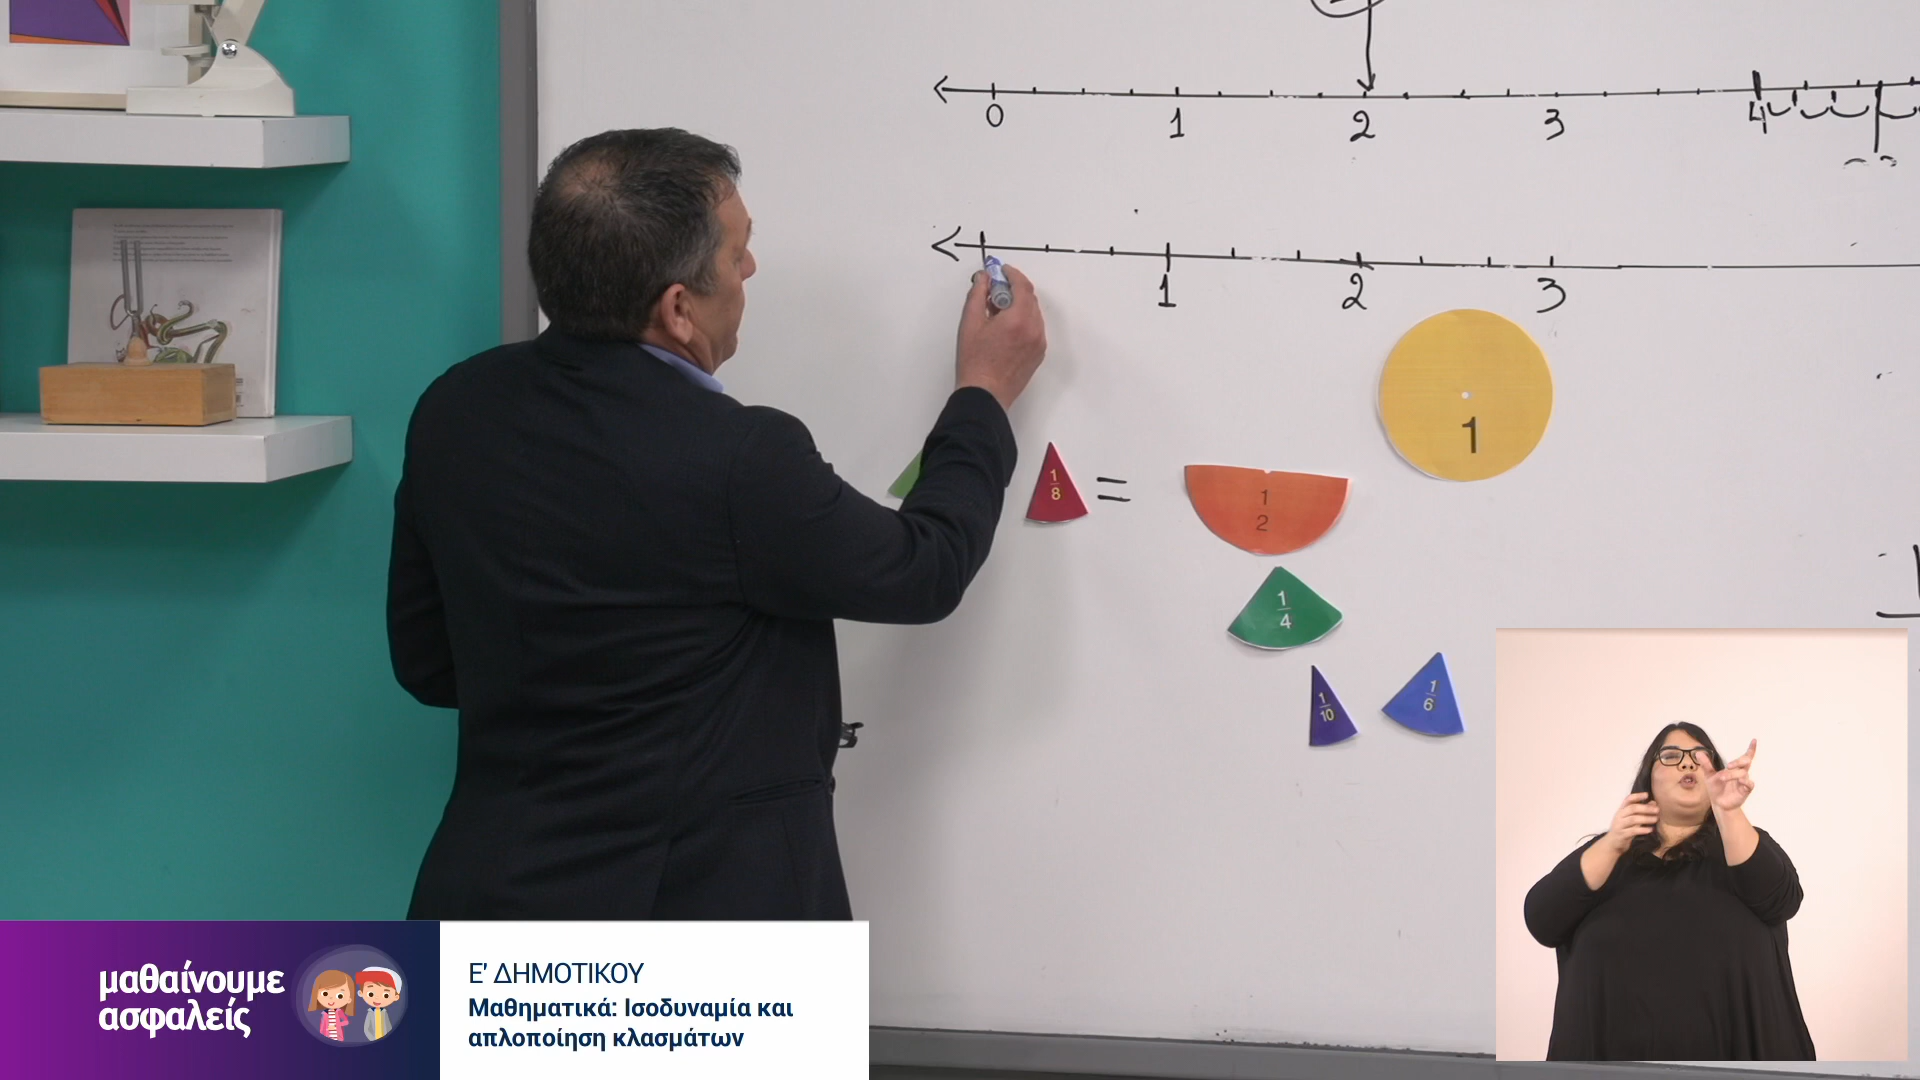 0 1 2 3 4
1 2 3
1
1/8 =
1/2
1/4
1/10 1/6
μαθαίνουμε
ασφαλείς
Ε' ΔΗΜΟΤΙΚΟΥ
Μαθηματικά: Ισοδυναμία και
απλοποίηση κλασμάτων